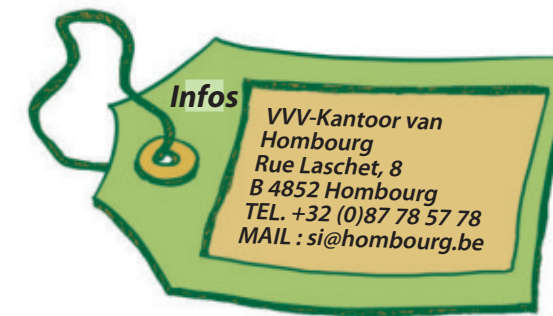 Infos
VVV-Kantoor van
Hombourg
Rue Laschet, 8
B 4852 Hombourg
TEL. +32 (0)87 78 57 78
MAIL : si@hombourg.be